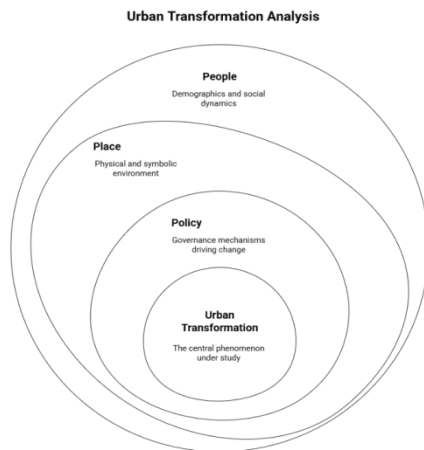 Urban Transformation Analysis
People
Demographics and social
dynamics
Place
Physical and symbolic
environment
Policy
Governance mechanisms
driving change
Urban
Transformation
The central phenomenon
under study